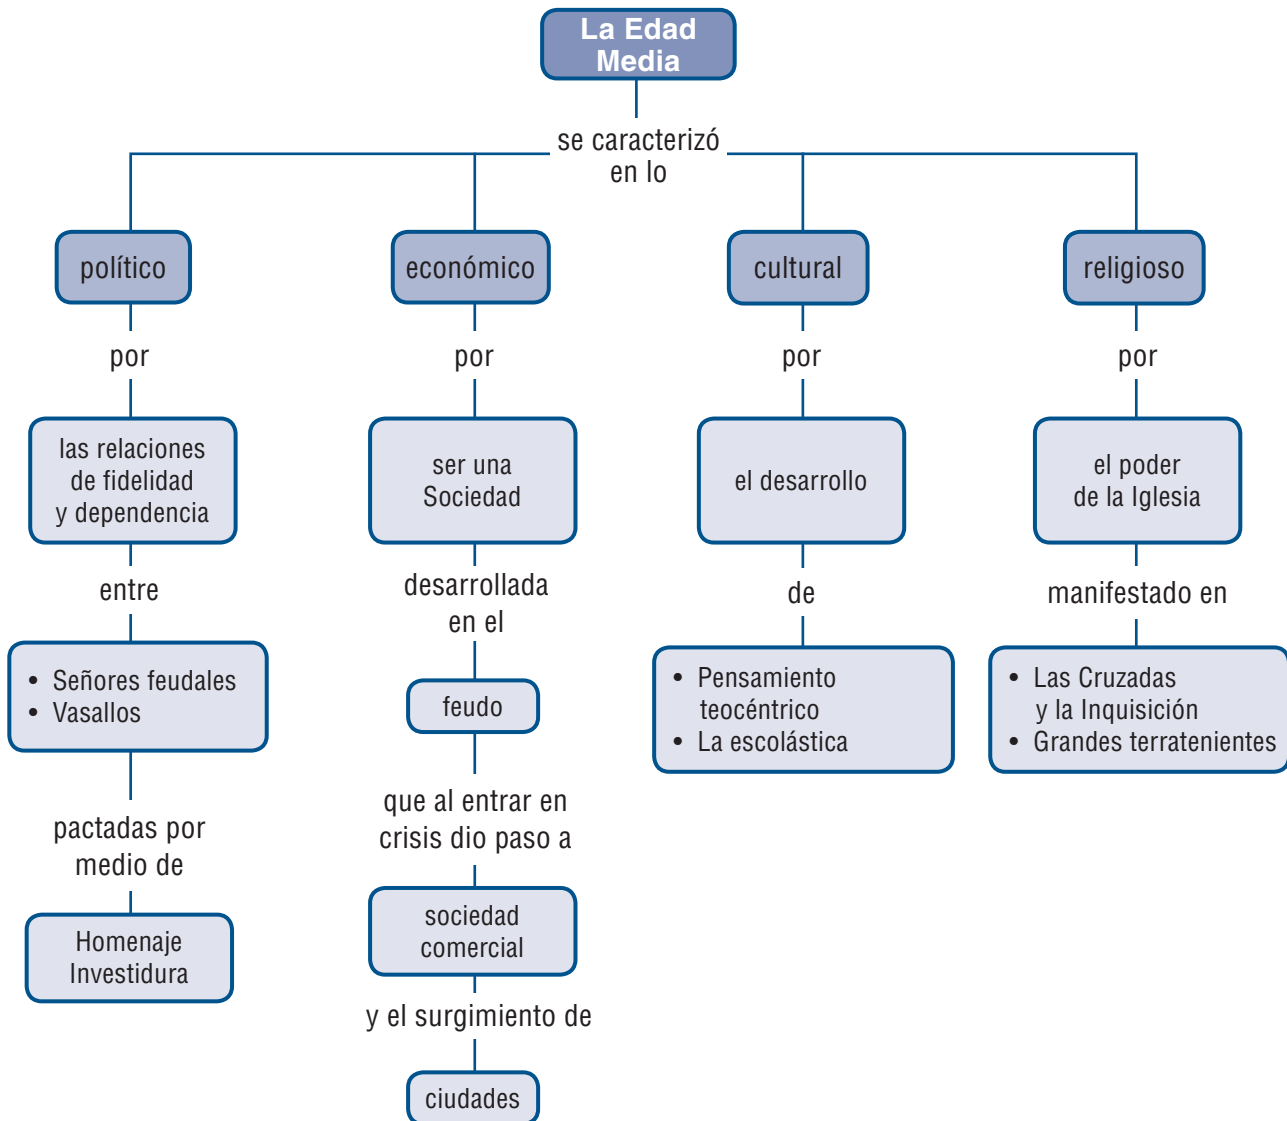 La Edad
Media
se caracterizó
en lo
político
por
las relaciones
de fidelidad
y dependencia
entre
• Señores feudales
• Vasallos
pactadas por
medio de
Homenaje
Investidura
económico
por
ser una
Sociedad
desarrollada
en el
feudo
que al entrar en
crisis dio paso a
sociedad
comercial
y el surgimiento de
ciudades
cultural
por
el desarrollo
de
• Pensamiento
teocéntrico
• La escolástica
religioso
por
el poder
de la Iglesia
manifestado en
• Las Cruzadas
y la Inquisición
• Grandes terratenientes